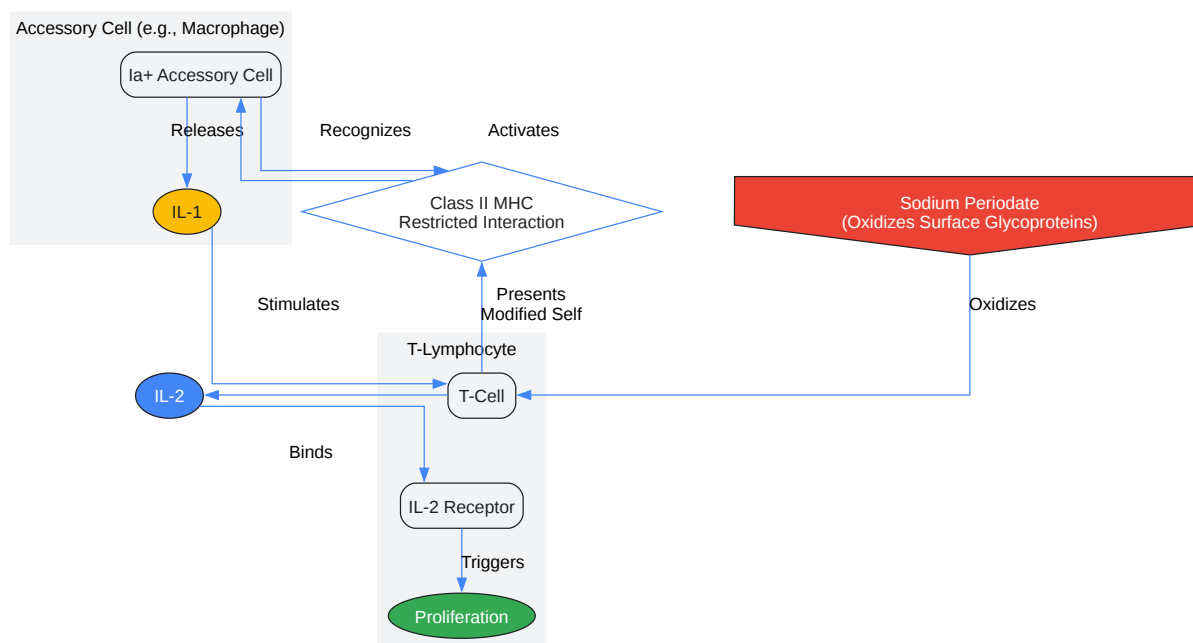 Accessory Cell (e.g., Macrophage)
Ia+ Accessory Cell
Releases
Recognizes
Activates
IL-1
Class II MHC
Restricted Interaction
Sodium Periodate
(Oxidizes Surface Glycoproteins)
Stimulates
Presents
Modified Self
Oxidizes
T-Lymphocyte
IL-2
T-Cell
Binds
IL-2 Receptor
Triggers
Proliferation